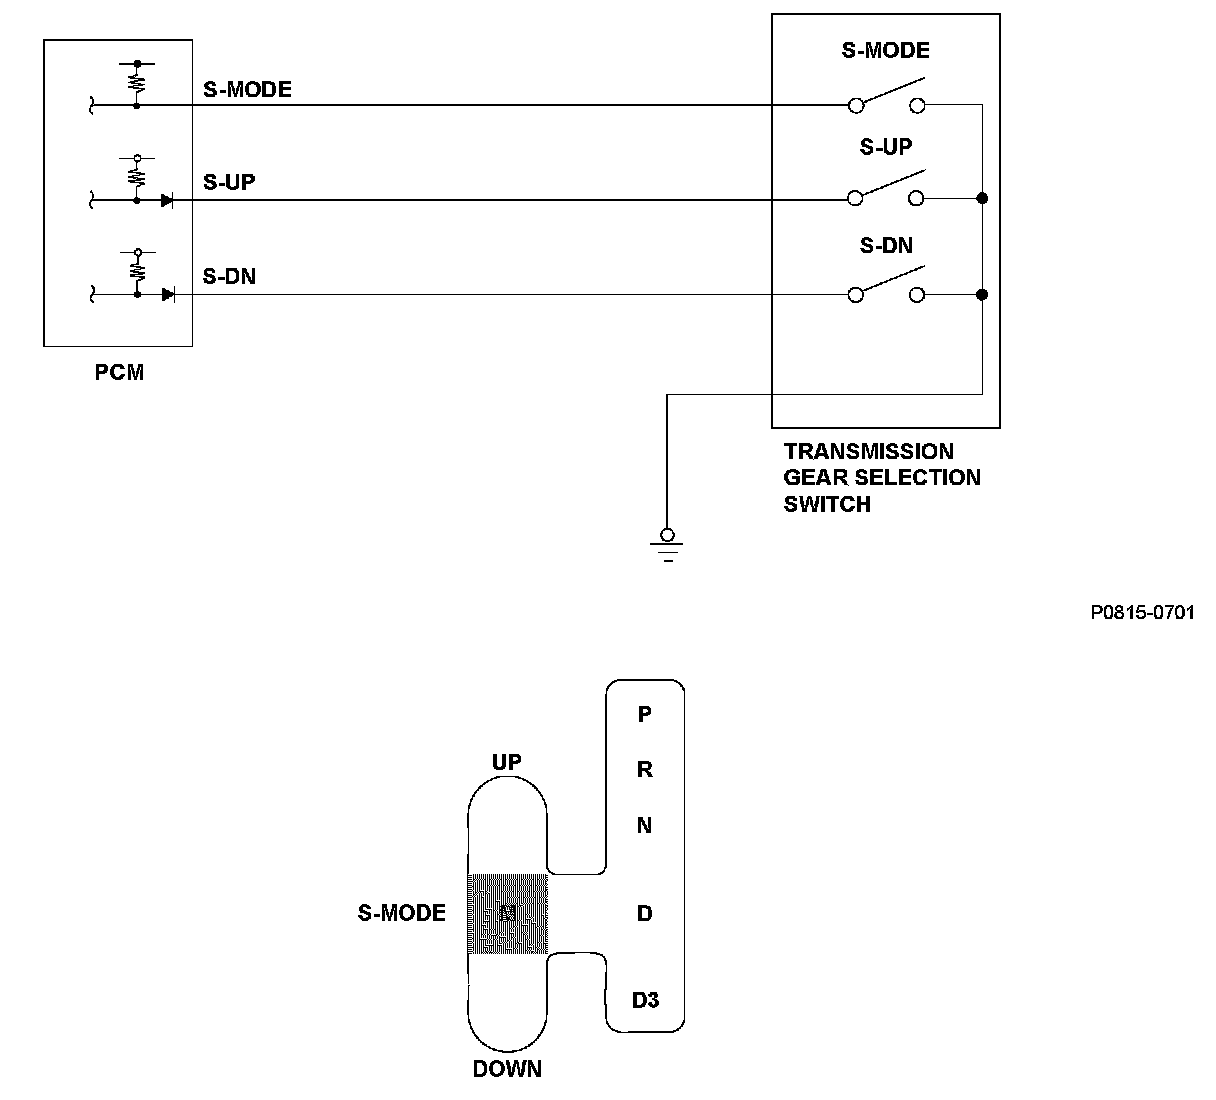 S-MODE
S-MODE
S-UP
S-UP
S-DN
S-DN
PCM
TRANSMISSION
GEAR SELECTION
SWITCH
P0815-0701
P
R
UP
N
S-MODE
M
D
D3
DOWN